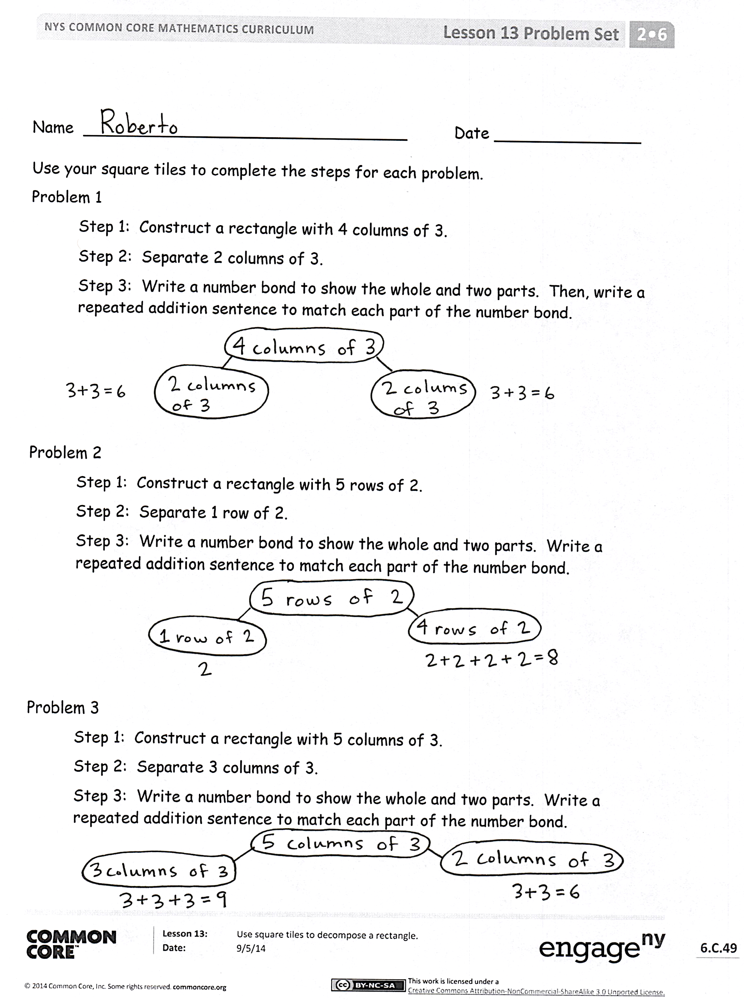 NYS COMMON CORE MATHEMATICS CURRICULUM
Lesson 13 Problem Set 2•6
Name Roberto Date
Use your square tiles to complete the steps for each problem.
Problem 1
Step 1: Construct a rectangle with 4 columns of 3.
Step 2: Separate 2 columns of 3.
Step 3: Write a number bond to show the whole and two parts. Then, write a
repeated addition sentence to match each part of the number bond.
4 columns of 3
3+3=6
2 columns
of 3
2 colums
of 3
3+3=6
Problem 2
Step 1: Construct a rectangle with 5 rows of 2.
Step 2: Separate 1 row of 2.
Step 3: Write a number bond to show the whole and two parts. Write a
repeated addition sentence to match each part of the number bond.
5 rows of 2
1 row of 2
2
4 rows of 2
2+2+2+2=8
Problem 3
Step 1: Construct a rectangle with 5 columns of 3.
Step 2: Separate 3 columns of 3.
Step 3: Write a number bond to show the whole and two parts. Write a
repeated addition sentence to match each part of the number bond.
5 columns of 3
3 columns of 3
3+3+3=9
2 columns of 3
3+3=6
COMMON
CORE™
Lesson 13: Use square tiles to decompose a rectangle.
Date: 9/5/14
engageny
6.C.49
© 2014 Common Core, Inc. Some rights reserved. commoncore.org
cc BY-NC-SA
This work is licensed under a
Creative Commons Attribution-NonCommercial-ShareAlike 3.0 Unported License.